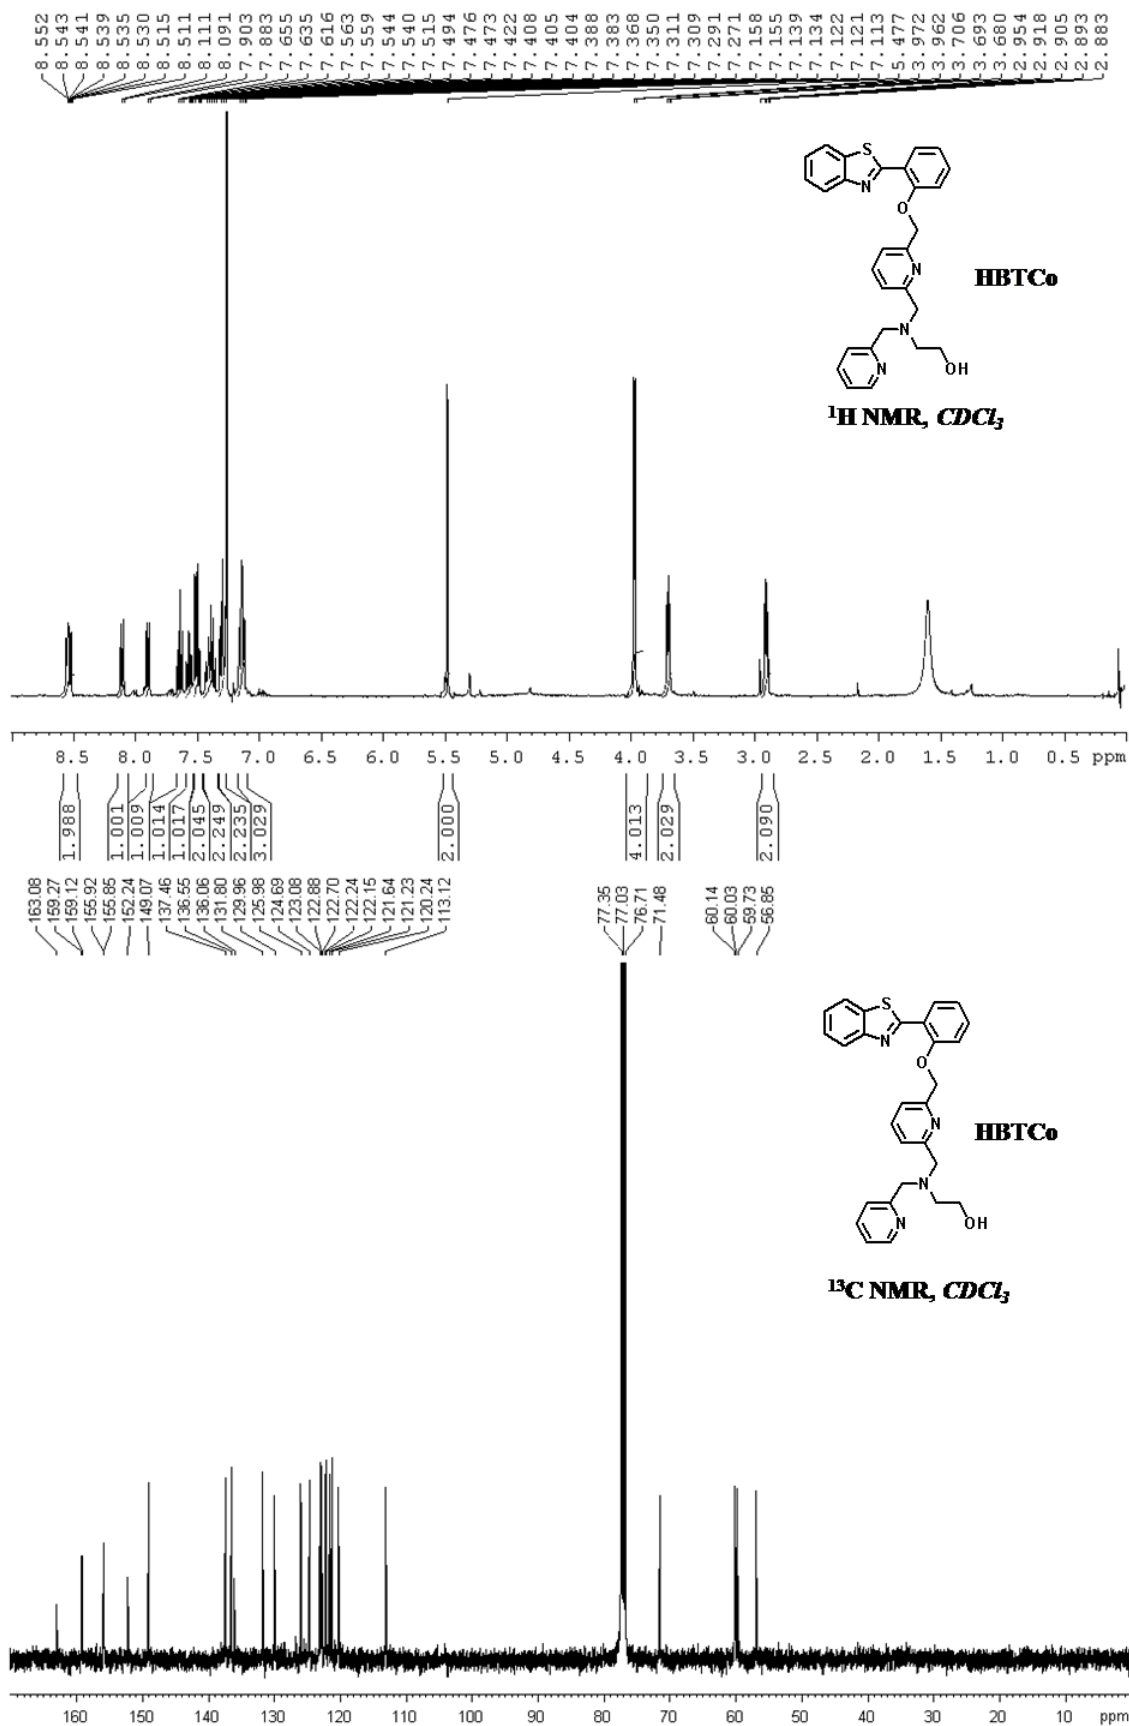 8.552 8.543 8.541 8.539 8.535 8.530 8.515 8.511 8.111 8.091 7.903 7.883 7.655 7.635 7.616 7.563 7.559 7.544 7.540 7.515 7.494 7.476 7.473 7.422 7.408 7.405 7.404 7.388 7.383 7.368 7.350 7.311 7.309 7.291 7.271 7.158 7.155 7.139 7.134 7.122 7.121 7.113 5.477 3.972 3.962 3.706 3.693 3.680 2.954 2.918 2.905 2.893 2.883
S
N
O
N
HBTCo
N
N
OH
¹H NMR, CDCl₃
8.5 8.0 7.5 7.0 6.5 6.0 5.5 5.0 4.5 4.0 3.5 3.0 2.5 2.0 1.5 1.0 0.5 ppm
1.988 1.001 1.009 1.014 1.017 2.045 2.249 2.235 3.029 2.000 4.013 2.029 2.090
163.08 159.27 159.12 155.92 155.85 152.24 149.07 137.46 136.55 136.06 131.80 129.96 125.98 124.69 123.08 122.88 122.70 122.24 122.15 121.64 121.23 120.24 113.12 77.35 77.03 76.71 71.48 60.14 60.03 59.73 56.85
S
N
O
N
HBTCo
N
N
OH
¹³C NMR, CDCl₃
160 150 140 130 120 110 100 90 80 70 60 50 40 30 20 10 ppm